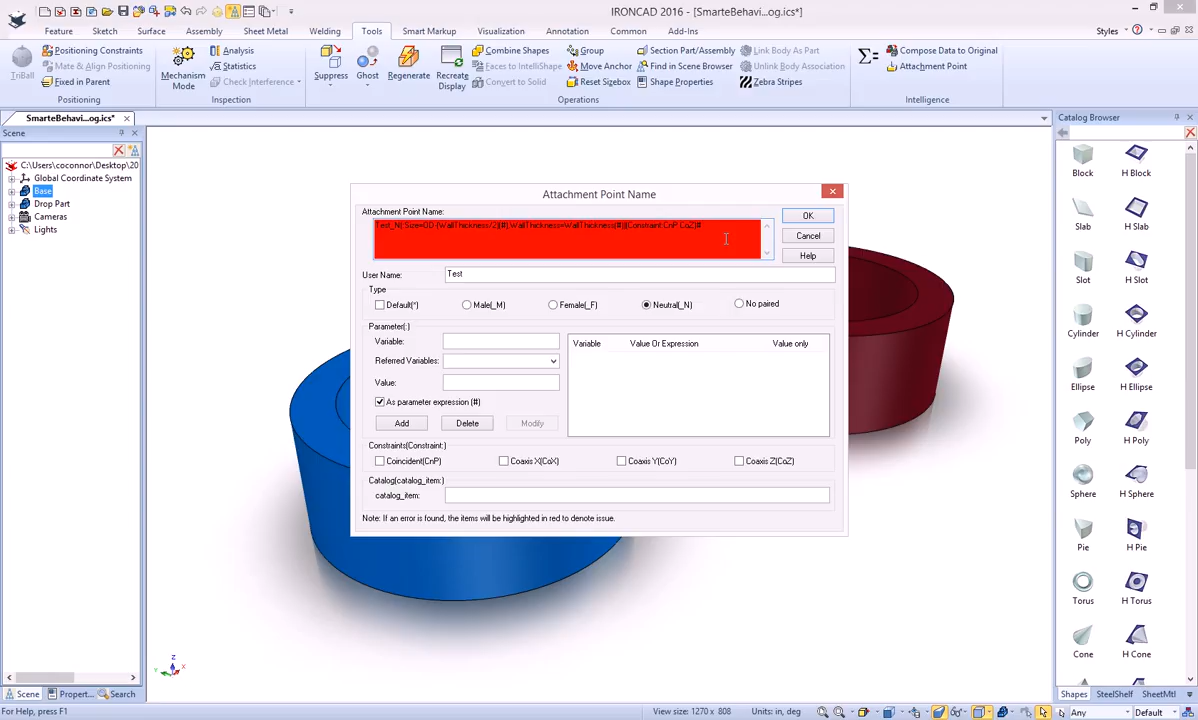 IRONCAD 2016 - SmarteBehavi...og.ics*]
Feature Sketch Surface Assembly Sheet Metal Welding Tools Smart Markup Visualization Annotation Common Add-Ins Styles
TriBall
Positioning Constraints
Mate & Align Positioning
Fixed in Parent
Positioning
Mechanism Mode
Analysis
Statistics
Check Interference
Inspection
Suppress
Ghost
Regenerate
Recreate Display
Combine Shapes
Faces to IntelliShape
Convert to Solid
Group
Move Anchor
Reset Sizebox
Section Part/Assembly
Find in Scene Browser
Shape Properties
Link Body As Part
Unlink Body Association
Zebra Stripes
Operations
Compose Data to Original
Attachment Point
Intelligence
SmarteBehavi...og.ics*
Scene
C:\Users\coconnor\Desktop\20
Global Coordinate System
Base
Drop Part
Cameras
Lights
Attachment Point Name
Attachment Point Name:
OK
Cancel
Help
User Name: Test
Type
Default(*) Male(_M) Female(_F) Neutral(_N) No paired
Parameter(:)
Variable:
Referred Variables:
Value:
As parameter expression (#)
Add Delete Modify
Variable Value Or Expression Value only
Constraints(Constraint:)
Coincident(CnP) Coaxis X(CoX) Coaxis Y(CoY) Coaxis Z(CoZ)
Catalog(catalog_item:)
catalog_item:
Note: If an error is found, the items will be highlighted in red to denote issue.
Catalog Browser
Block H Block
Slab H Slab
Slot H Slot
Cylinder H Cylinder
Ellipse H Ellipse
Poly H Poly
Sphere H Sphere
Pie H Pie
Torus H Torus
Cone H Cone
Z
Y
X
Scene Propert... Search
Shapes SteelShelf SheetMtl
For Help, press F1
View size: 1270 x 808
Units: in, deg
Any
Default